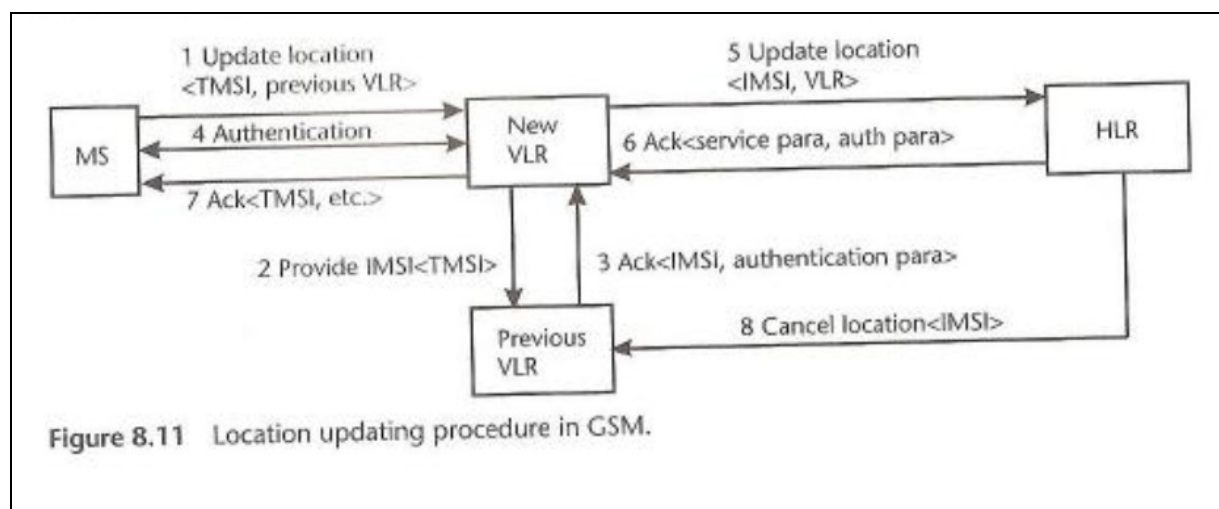 1 Update location
<TMSI, previous VLR>
5 Update location
<IMSI, VLR>
MS
4 Authentication
New
VLR
6 Ack<service para, auth para>
HLR
7 Ack<TMSI, etc.>
2 Provide IMSI<TMSI>
3 Ack<IMSI, authentication para>
Previous
VLR
8 Cancel location<IMSI>
Figure 8.11 Location updating procedure in GSM.